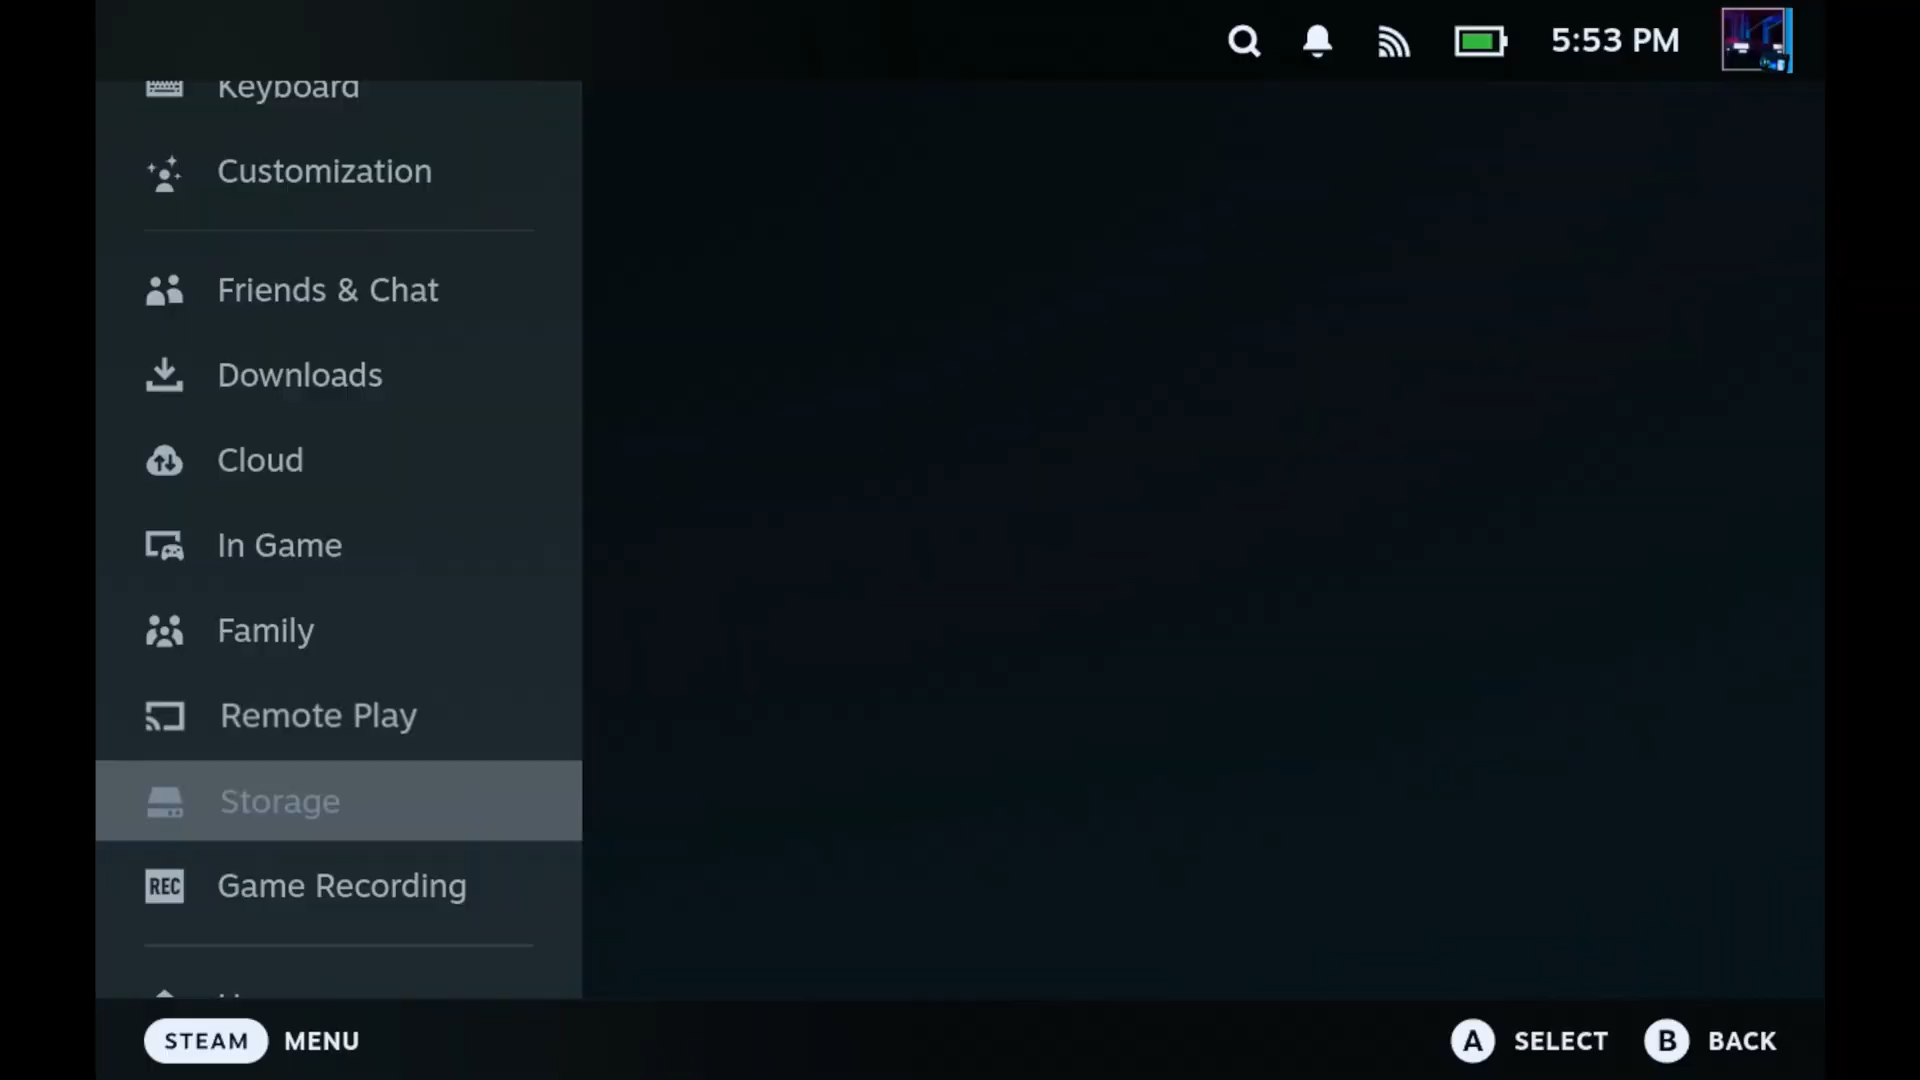 5:53 PM
Keyboard
Customization
Friends & Chat
Downloads
Cloud
In Game
Family
Remote Play
Storage
REC Game Recording
STEAM MENU
A SELECT B BACK